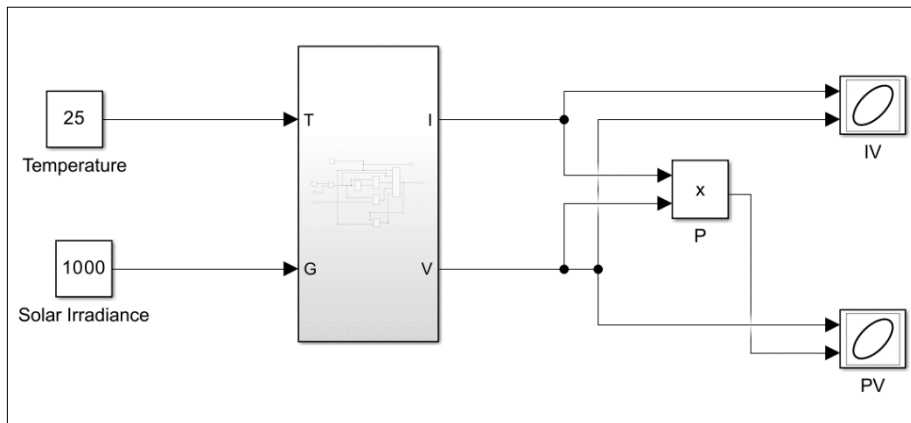 25
Temperature
1000
Solar Irradiance
T
I
G
V
x
P
IV
PV